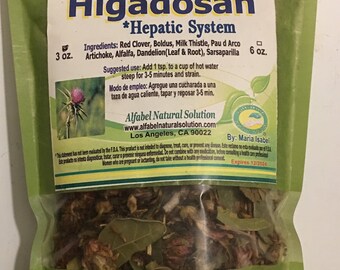 Higadosan
*Hepatic System
3 oz.
6 oz.
Ingredients: Red Clover, Boldus, Milk Thistle, Pau d Arco
Artichoke, Alfalfa, Dandelion(Leaf & Root), Sarsaparilla
Suggested use: Add 1 tsp. to a cup of hot water
steep for 3-5 minutes and strain.
Modo de empleo: Agregue una cucharada a una
taza de agua caliente, tapar y reposar 3-5 min.
Alfabel Natural Solution
www.alfabelnaturalsolution.com
Los Angeles, CA 90022
By: Maria Isabel